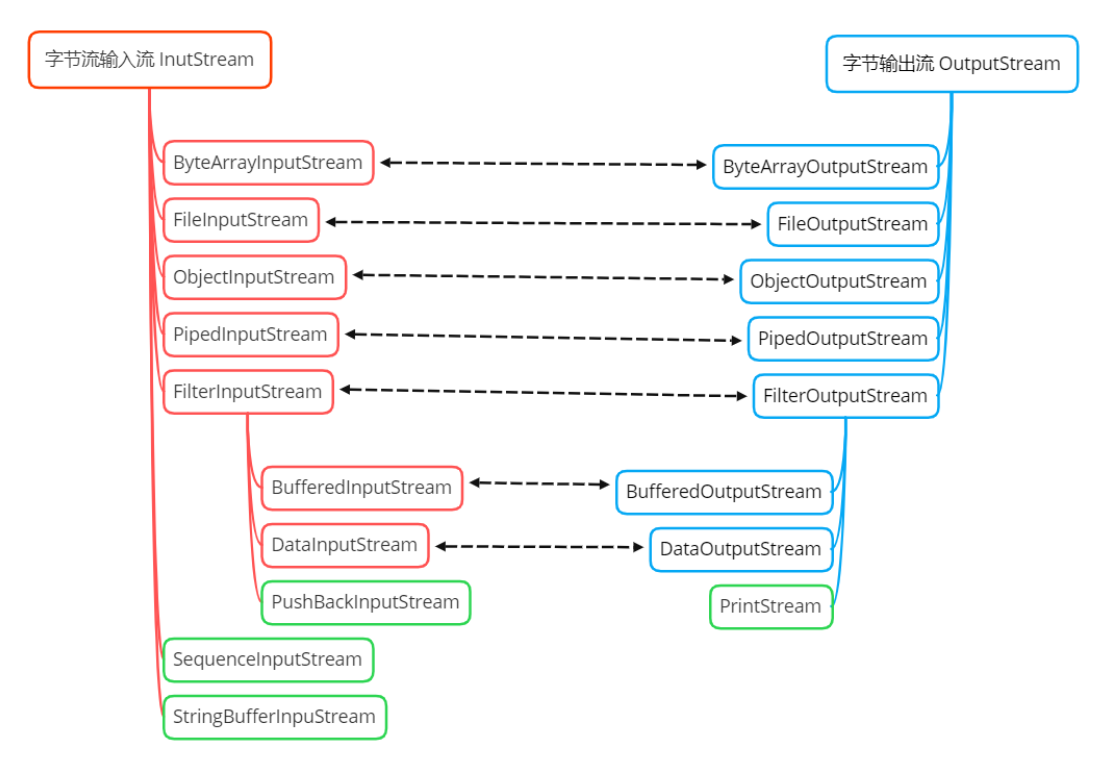 字节流输入流 InutStream
字节输出流 OutputStream
ByteArrayInputStream
ByteArrayOutputStream
FileInputStream
FileOutputStream
ObjectInputStream
ObjectOutputStream
PipedInputStream
PipedOutputStream
FilterInputStream
FilterOutputStream
BufferedInputStream
BufferedOutputStream
DataInputStream
DataOutputStream
PushBackInputStream
PrintStream
SequenceInputStream
StringBufferInpuStream